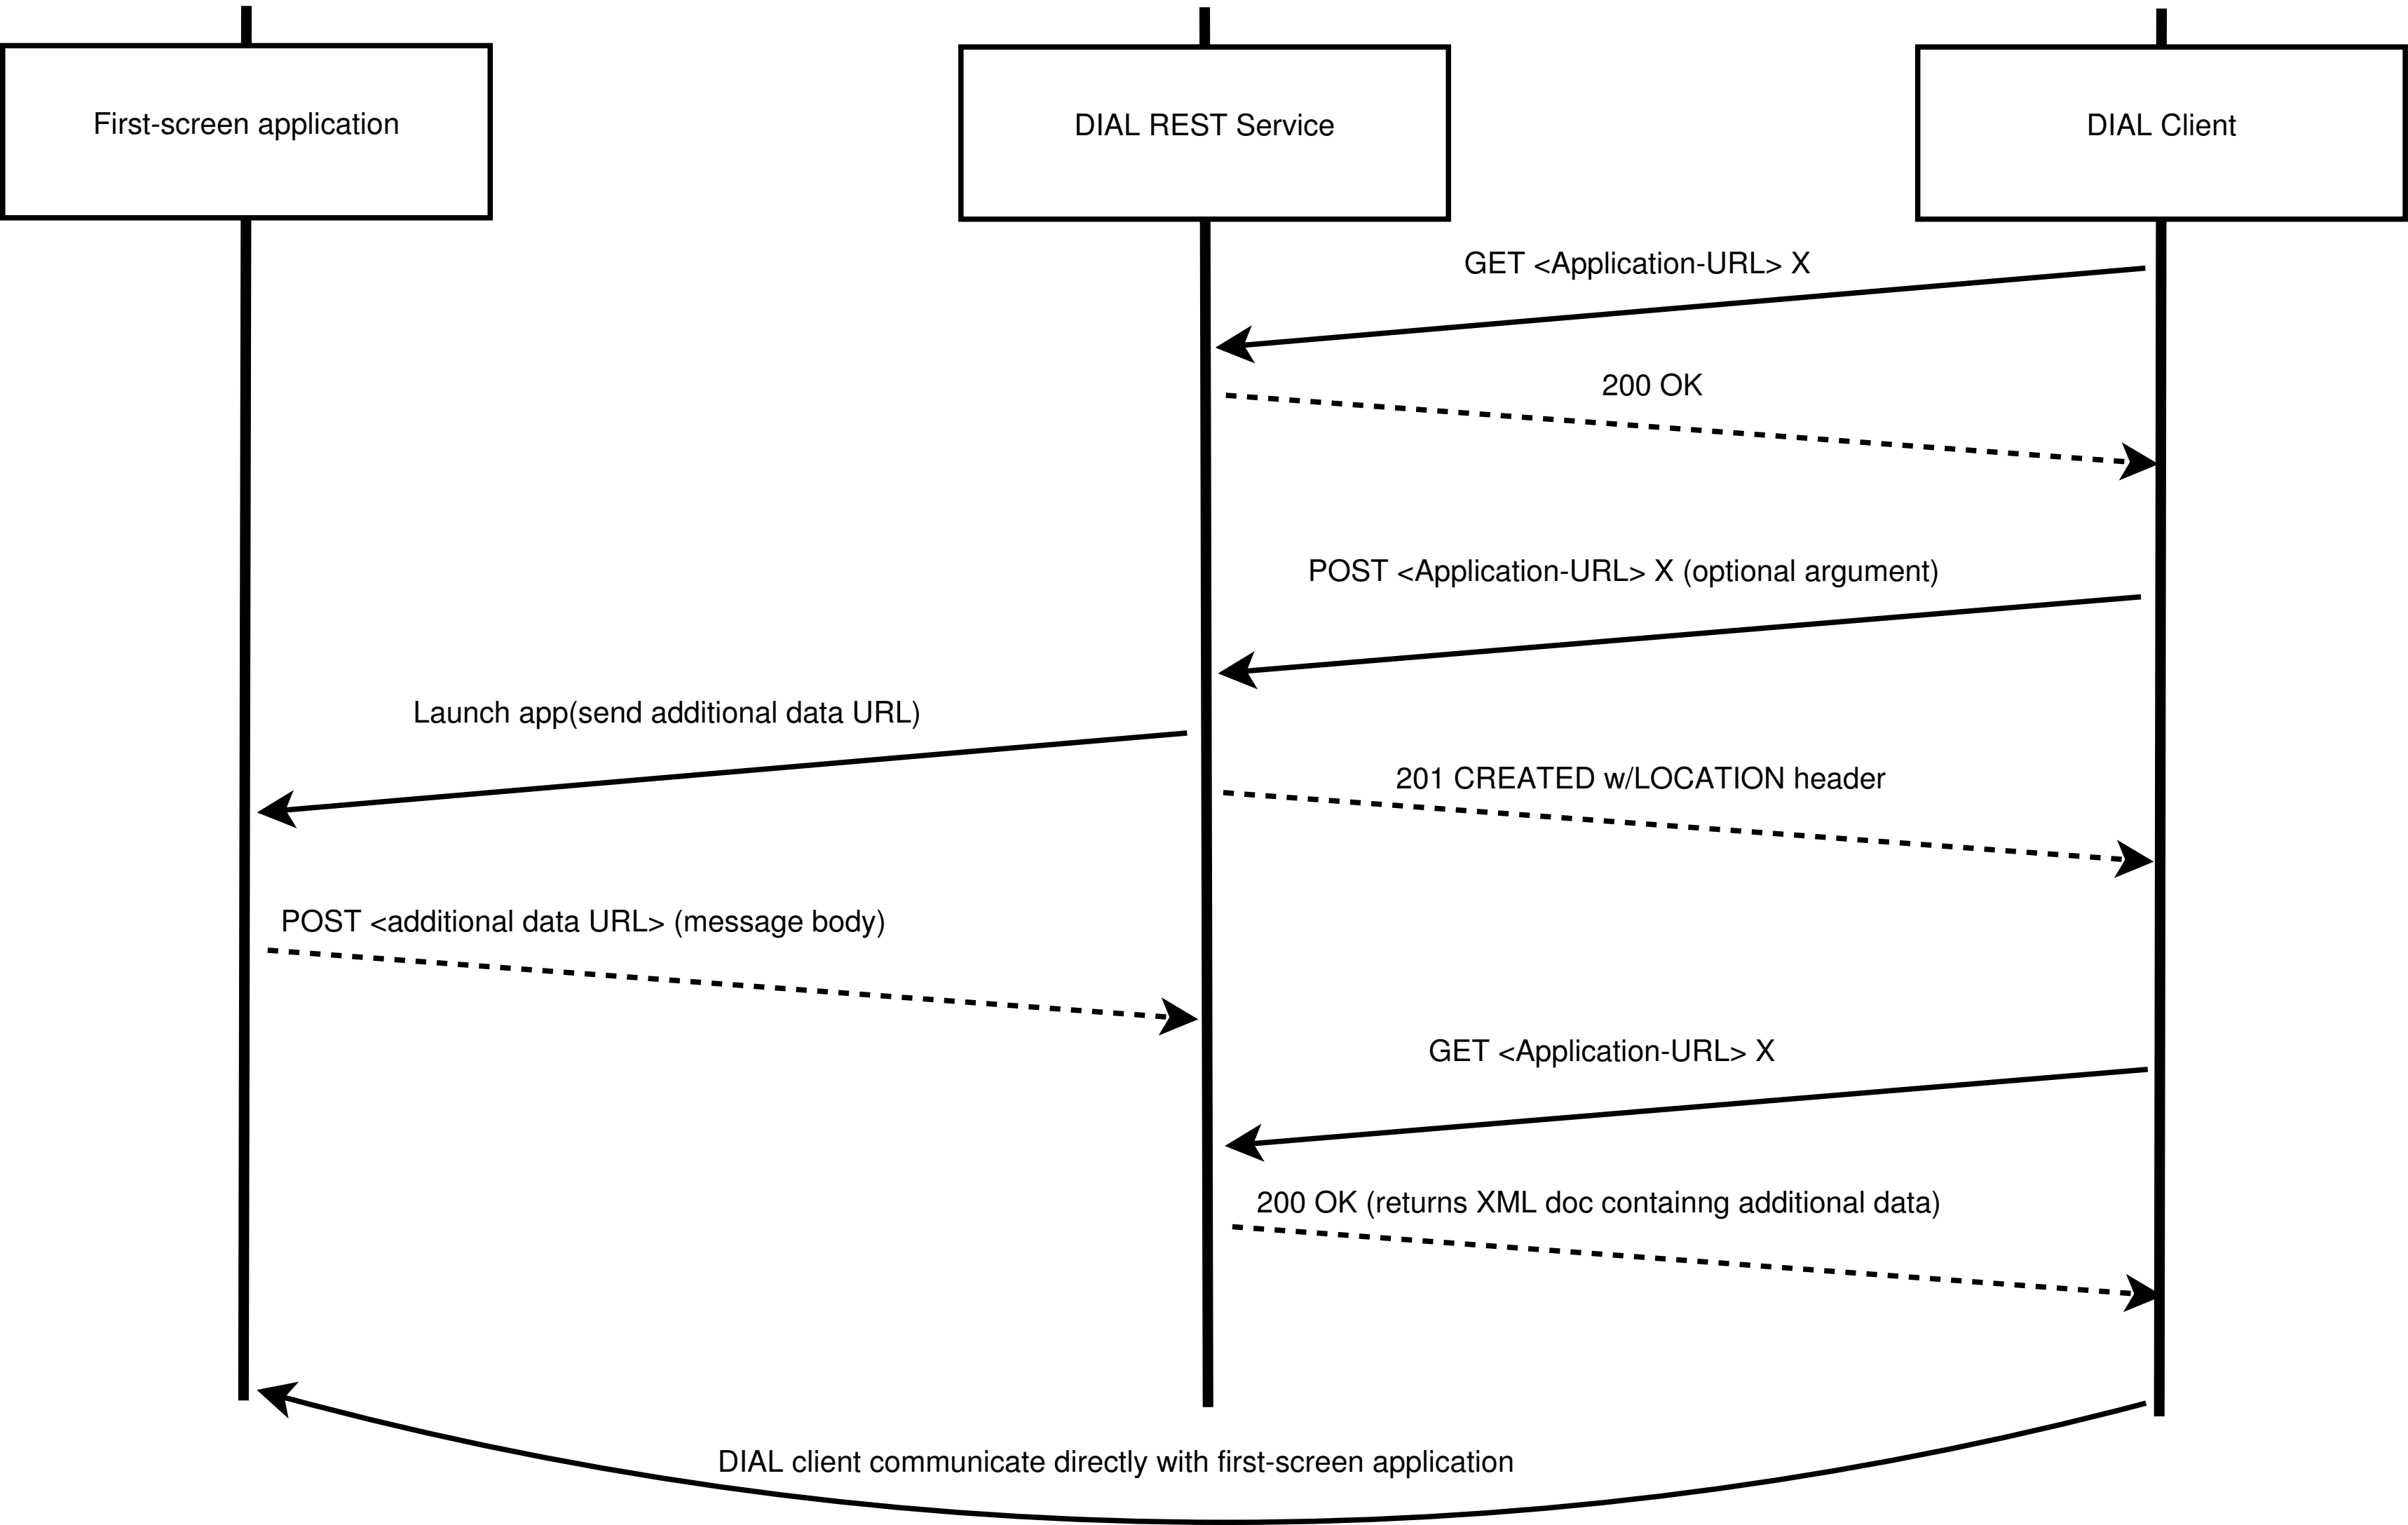 First-screen application
DIAL REST Service
DIAL Client
GET <Application-URL> X
200 OK
POST <Application-URL> X (optional argument)
Launch app(send additional data URL)
201 CREATED w/LOCATION header
POST <additional data URL> (message body)
GET <Application-URL> X
200 OK (returns XML doc containng additional data)
DIAL client communicate directly with first-screen application